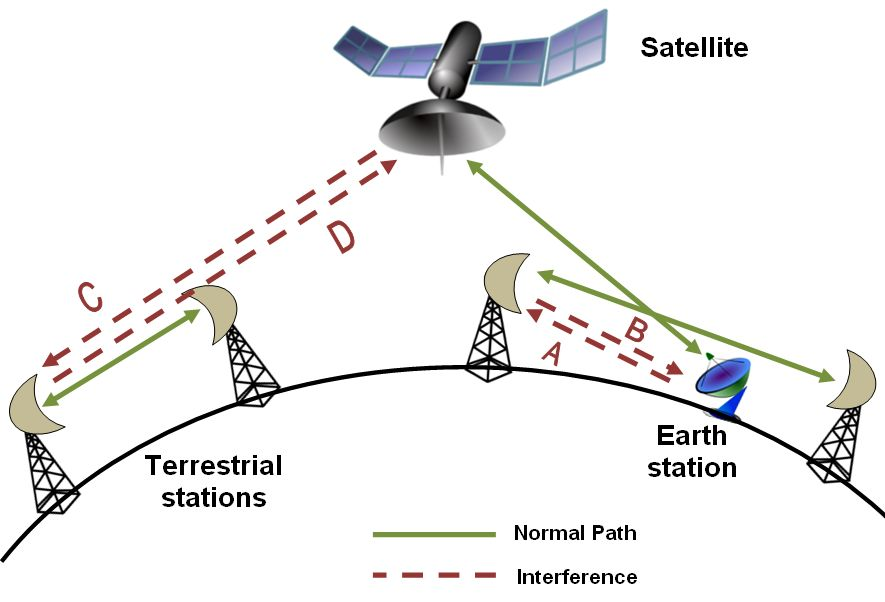 Satellite
C
D
B
A
Terrestrial
stations
Earth
station
Normal Path
Interference